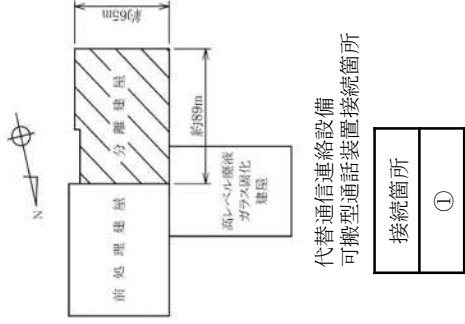 N
約65m
前処理建屋
分離建屋
約89m
高レベル廃液
ガラス固化
建屋
代替通信連絡設備
可搬型通話装置接続箇所
接続箇所
①